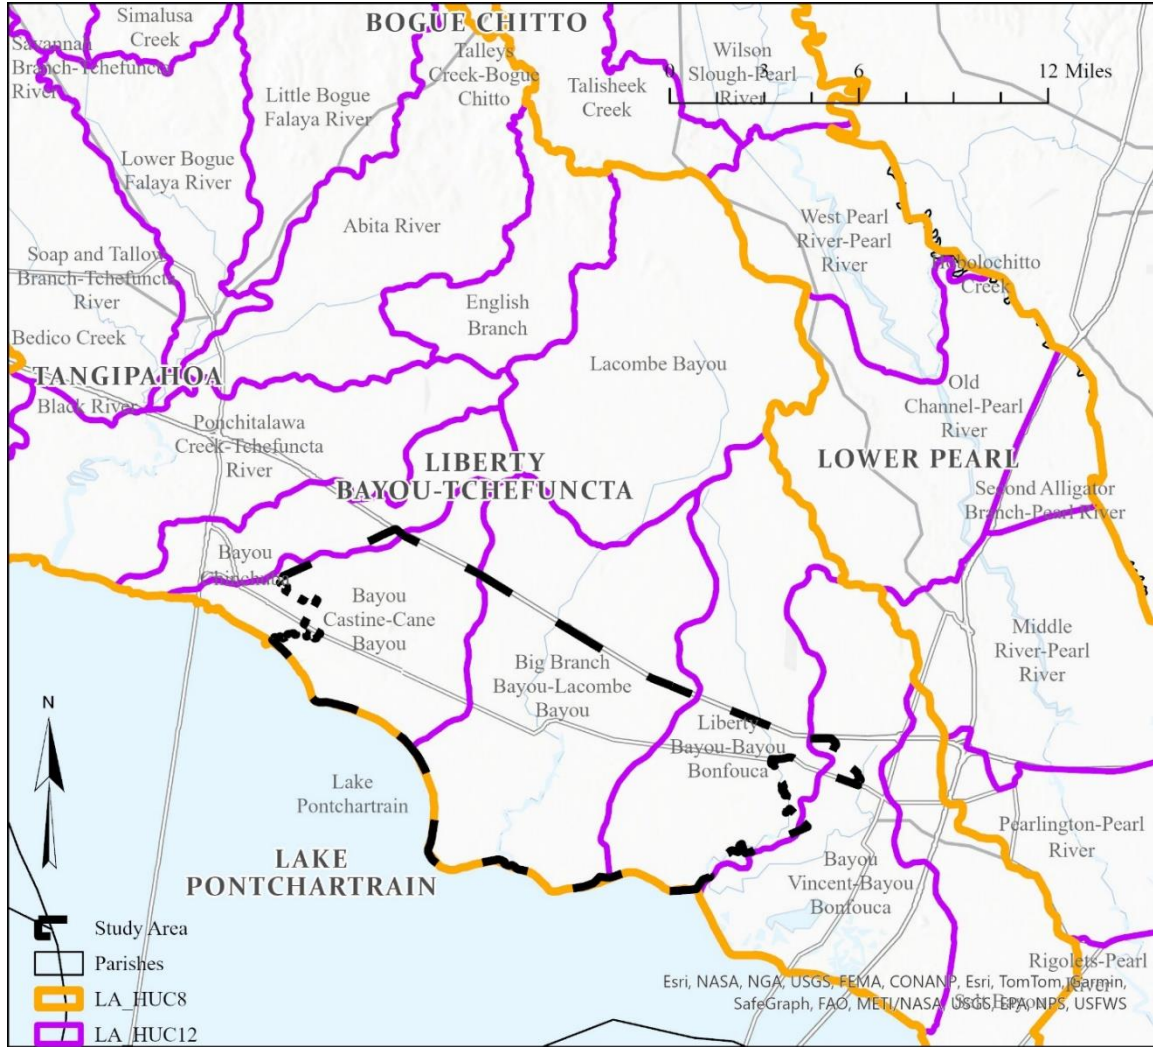 BOGUE CHITTO
Simalusa
Creek
Savannah
Branch-Tchefuncta
River
Little Bogue
Falaya River
Talleys
Creek-Bogue
Chitto
Talisheek
Creek
Wilson
Slough-Pearl
River
0 3 6 12 Miles
Lower Bogue
Falaya River
Abita River
Soap and Tallow
Branch-Tchefuncta
River
West Pearl
River-Pearl
River
Hobolochitto
Creek
English
Branch
Bedico Creek
TANGIPAHOA
Black River
Lacombe Bayou
Old
Channel-Pearl
River
Ponchitalawa
Creek-Tchefuncta
River
LIBERTY
BAYOU-TCHEFUNCTA
LOWER PEARL
Second Alligator
Branch-Pearl River
Bayou
Chinchuba
Bayou
Castine-Cane
Bayou
Middle
River-Pearl
River
Big Branch
Bayou-Lacombe
Bayou
Liberty
Bayou-Bayou
Bonfouca
N
Lake
Pontchartrain
Pearlington-Pearl
River
LAKE
PONTCHARTRAIN
Bayou
Vincent-Bayou
Bonfouca
Study Area
Parishes
LA_HUC8
LA_HUC12
Rigolets-Pearl
River
Salt Bayou
Esri, NASA, NGA, USGS, FEMA, CONANP, Esri, TomTom, Garmin,
SafeGraph, FAO, METI/NASA, USGS, EPA, NPS, USFWS